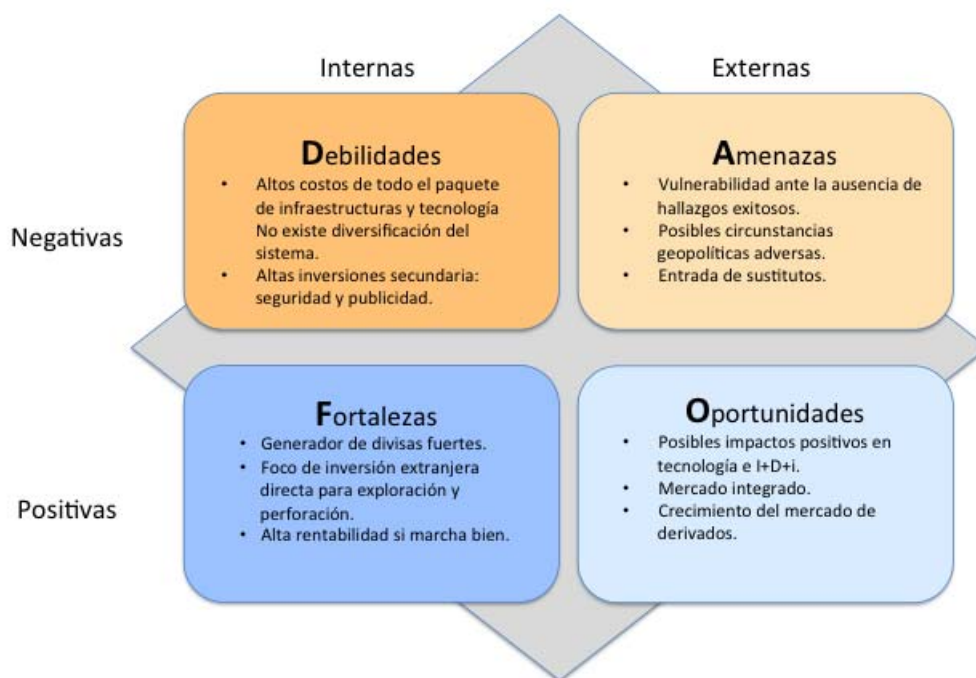 Internas
Externas
Negativas
Debilidades
• Altos costos de todo el paquete
de infraestructuras y tecnología
No existe diversificación del
sistema.
• Altas inversiones secundaria:
seguridad y publicidad.
Amenazas
• Vulnerabilidad ante la ausencia de
hallazgos exitosos.
• Posibles circunstancias
geopolíticas adversas.
• Entrada de sustitutos.
Positivas
Fortalezas
• Generador de divisas fuertes.
• Foco de inversión extranjera
directa para exploración y
perforación.
• Alta rentabilidad si marcha bien.
Oportunidades
• Posibles impactos positivos en
tecnología e I+D+i.
• Mercado integrado.
• Crecimiento del mercado de
derivados.